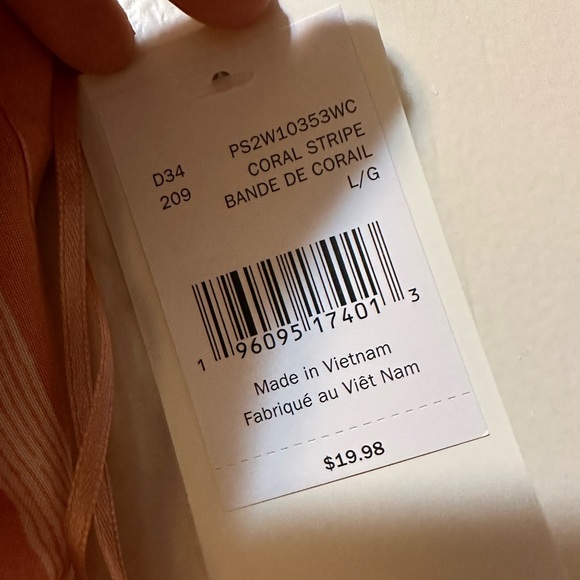 D34
209
PS2W10353WC
CORAL STRIPE
BANDE DE CORAIL
L/G
1 96095 17401 3
Made in Vietnam
Fabriqué au Viêt Nam
$19.98